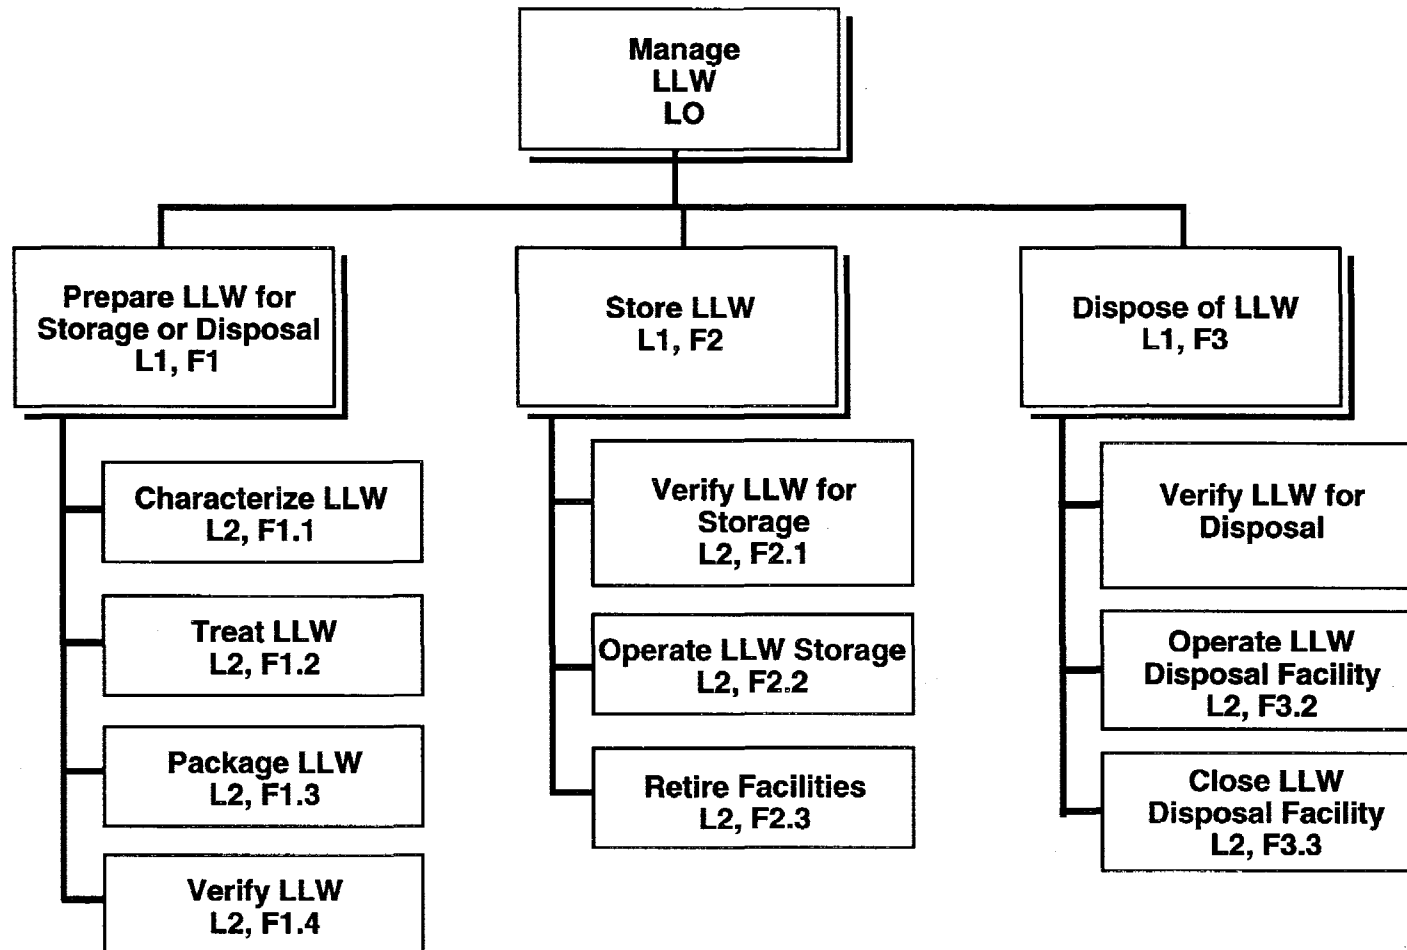 Manage
LLW
LO
Prepare LLW for
Storage or Disposal
L1, F1
Store LLW
L1, F2
Dispose of LLW
L1, F3
Characterize LLW
L2, F1.1
Treat LLW
L2, F1.2
Package LLW
L2, F1.3
Verify LLW
L2, F1.4
Verify LLW for
Storage
L2, F2.1
Operate LLW Storage
L2, F2.2
Retire Facilities
L2, F2.3
Verify LLW for
Disposal
Operate LLW
Disposal Facility
L2, F3.2
Close LLW
Disposal Facility
L2, F3.3